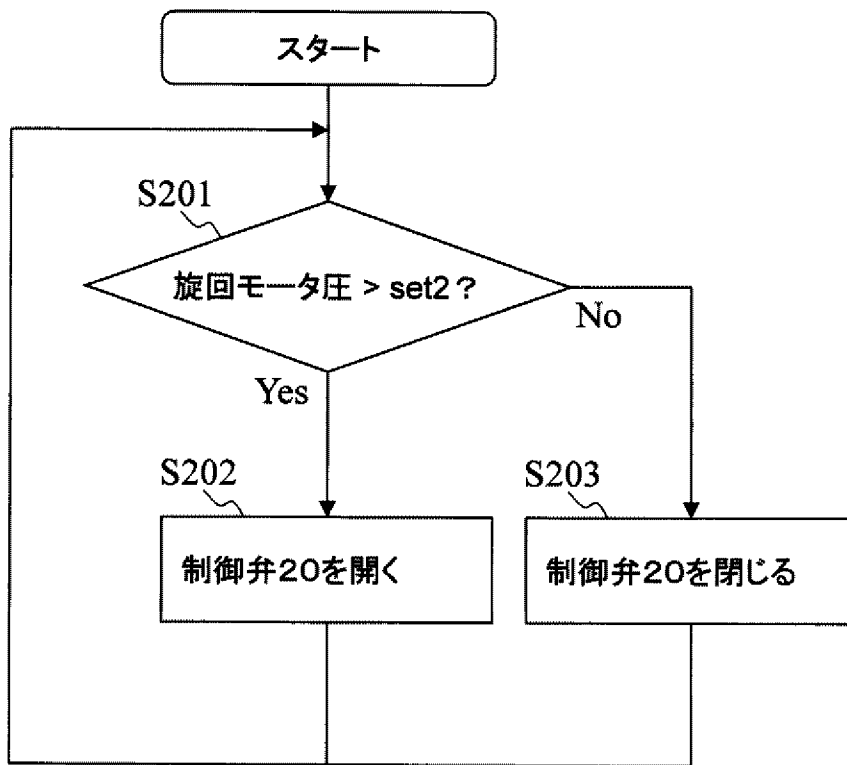 スタート
S201
旋回モータ圧 > set2？
No
Yes
S202
S203
制御弁20を開く
制御弁20を閉じる